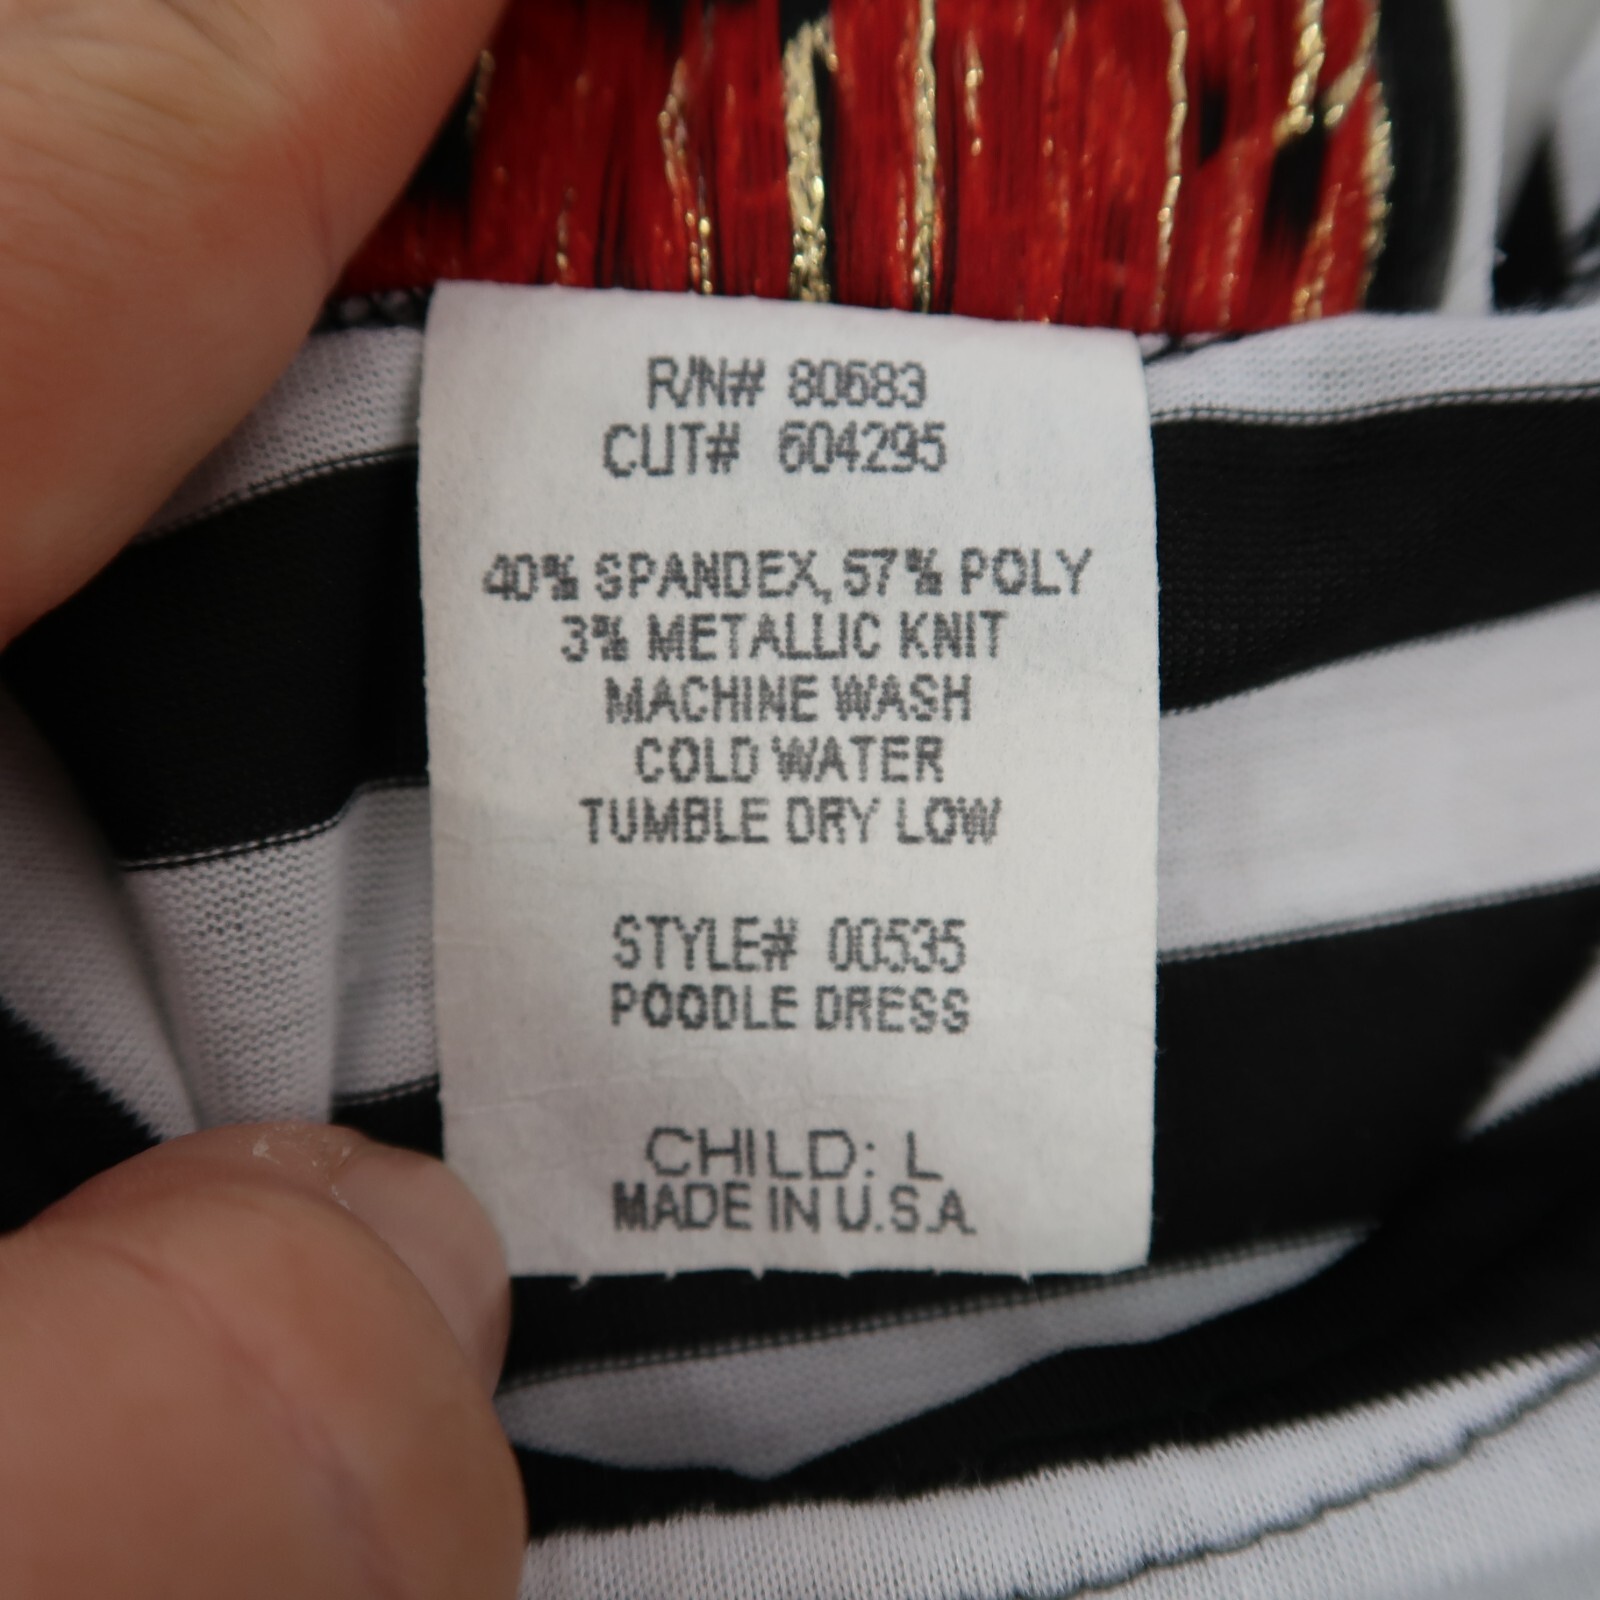 R/N# 80683
CUT# 604295
40% SPANDEX, 57% POLY
3% METALLIC KNIT
MACHINE WASH
COLD WATER
TUMBLE DRY LOW
STYLE# 00535
POODLE DRESS
CHILD: L
MADE IN U.S.A.